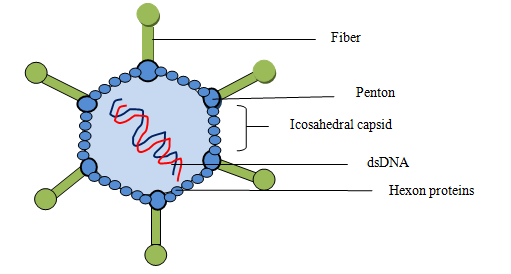 Fiber
Penton
Icosahedral capsid
dsDNA
Hexon proteins